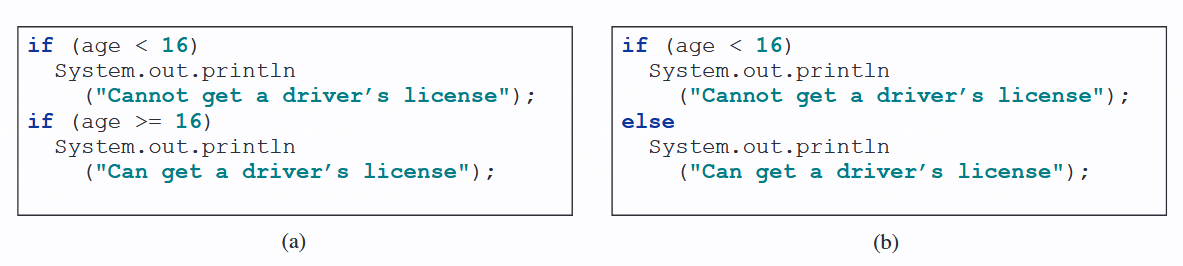 if (age < 16)
  System.out.println
    ("Cannot get a driver’s license");
if (age >= 16)
  System.out.println
    ("Can get a driver’s license");
(a)
if (age < 16)
  System.out.println
    ("Cannot get a driver’s license");
else
  System.out.println
    ("Can get a driver’s license");
(b)